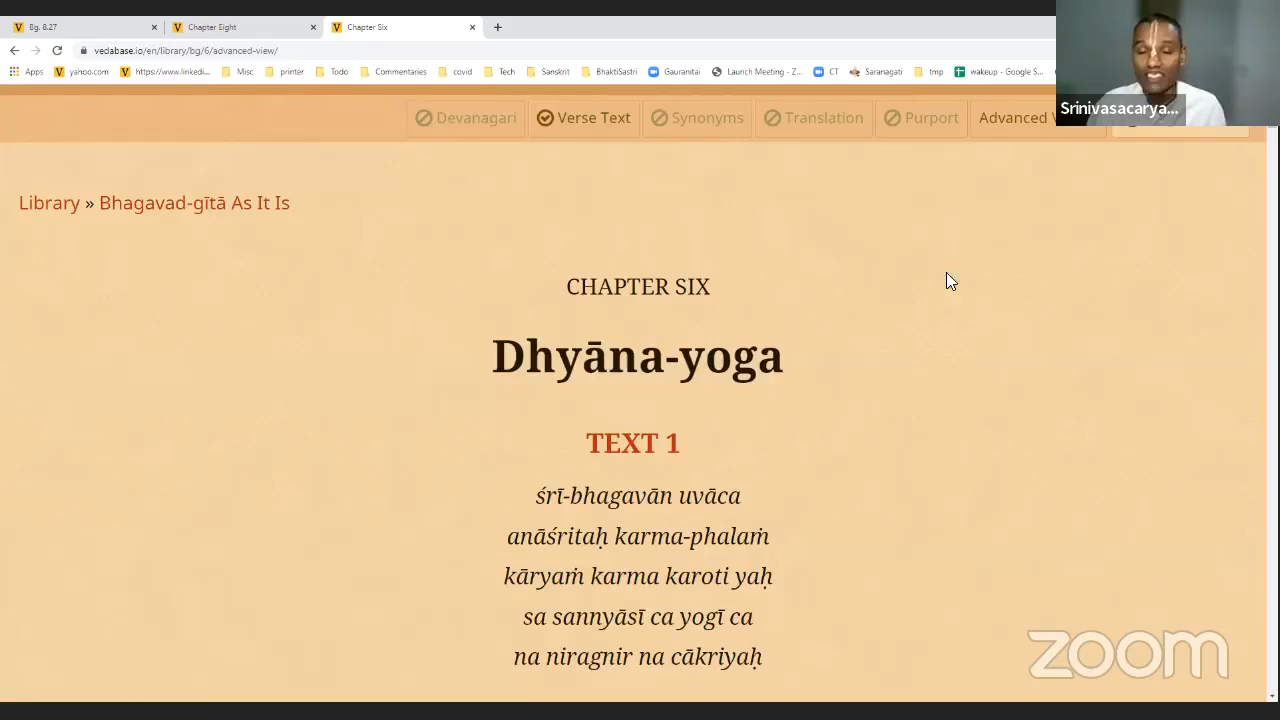 Bg. 8.27
Chapter Eight
Chapter Six
vedabase.io/en/library/bg/6/advanced-view/
Apps yahoo.com https://www.linkedi... Misc printer Todo Commentaries covid Tech Sanskrit BhaktiSastri Gauranitai Launch Meeting - Z... CT Saranagati tmp wakeup - Google S...
Srinivasacarya...
Devanagari Verse Text Synonyms Translation Purport Advanced
Library » Bhagavad-gītā As It Is
CHAPTER SIX
Dhyāna-yoga
TEXT 1
śrī-bhagavān uvāca
anāśritaḥ karma-phalaṁ
kāryaṁ karma karoti yaḥ
sa sannyāsī ca yogī ca
na niragnir na cākriyaḥ
zoom